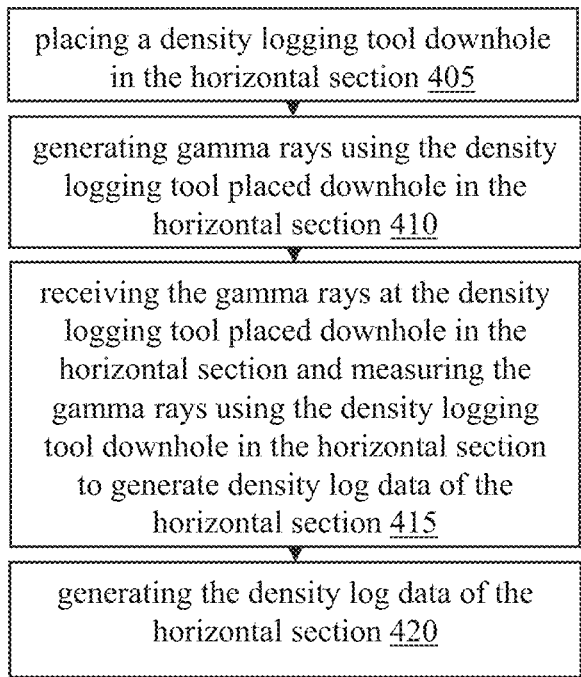 placing a density logging tool downhole
in the horizontal section 405
generating gamma rays using the density
logging tool placed downhole in the
horizontal section 410
receiving the gamma rays at the density
logging tool placed downhole in the
horizontal section and measuring the
gamma rays using the density logging
tool downhole in the horizontal section
to generate density log data of the
horizontal section 415
generating the density log data of the
horizontal section 420